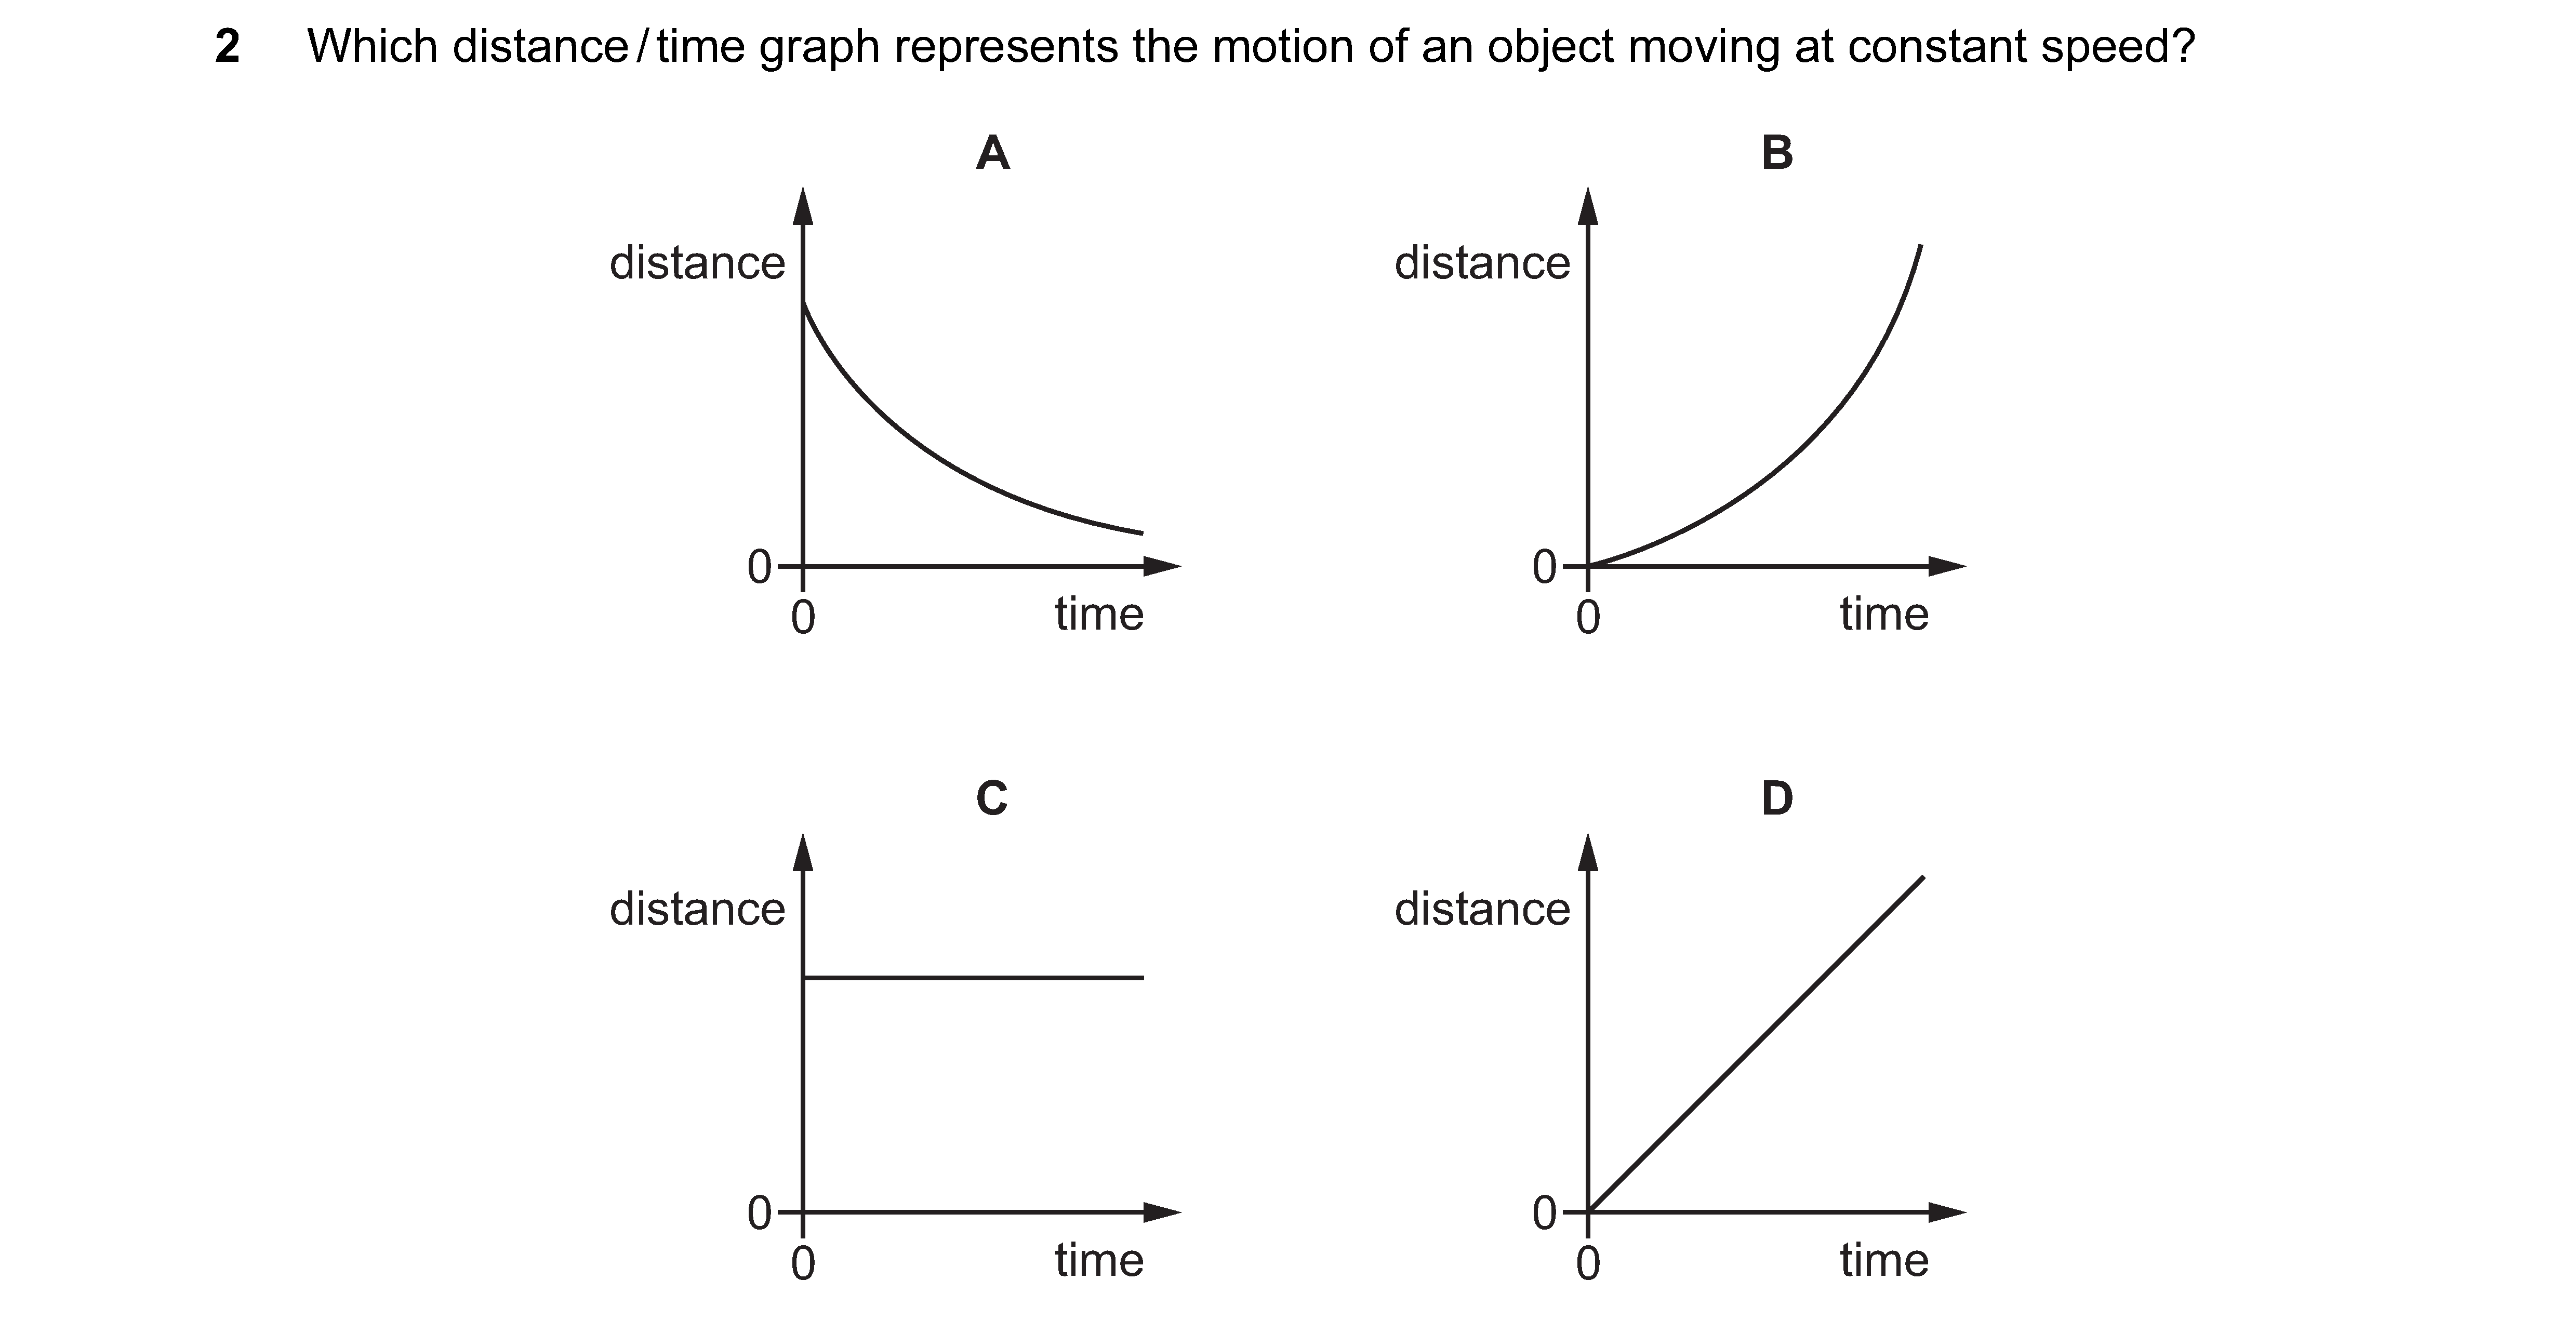 2 Which distance / time graph represents the motion of an object moving at constant speed?
A
distance
0
0
time
B
distance
0
0
time
C
distance
0
0
time
D
distance
0
0
time